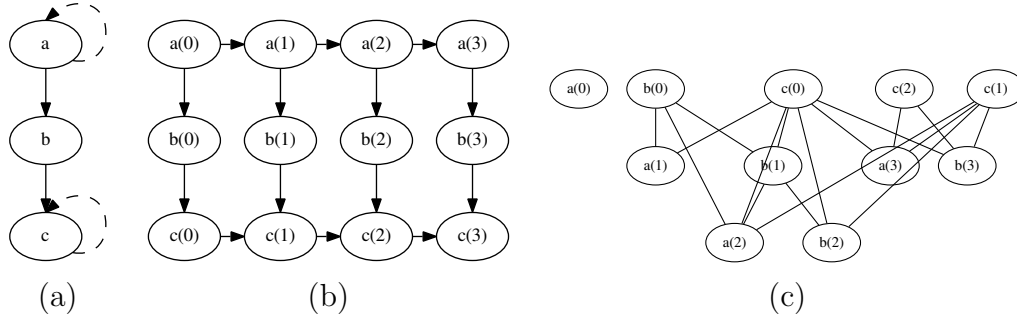 a
b
c
(a)
a(0) a(1) a(2) a(3)
b(0) b(1) b(2) b(3)
c(0) c(1) c(2) c(3)
(b)
a(0) b(0) c(0) c(2) c(1)
a(1) b(1) a(3) b(3)
a(2) b(2)
(c)